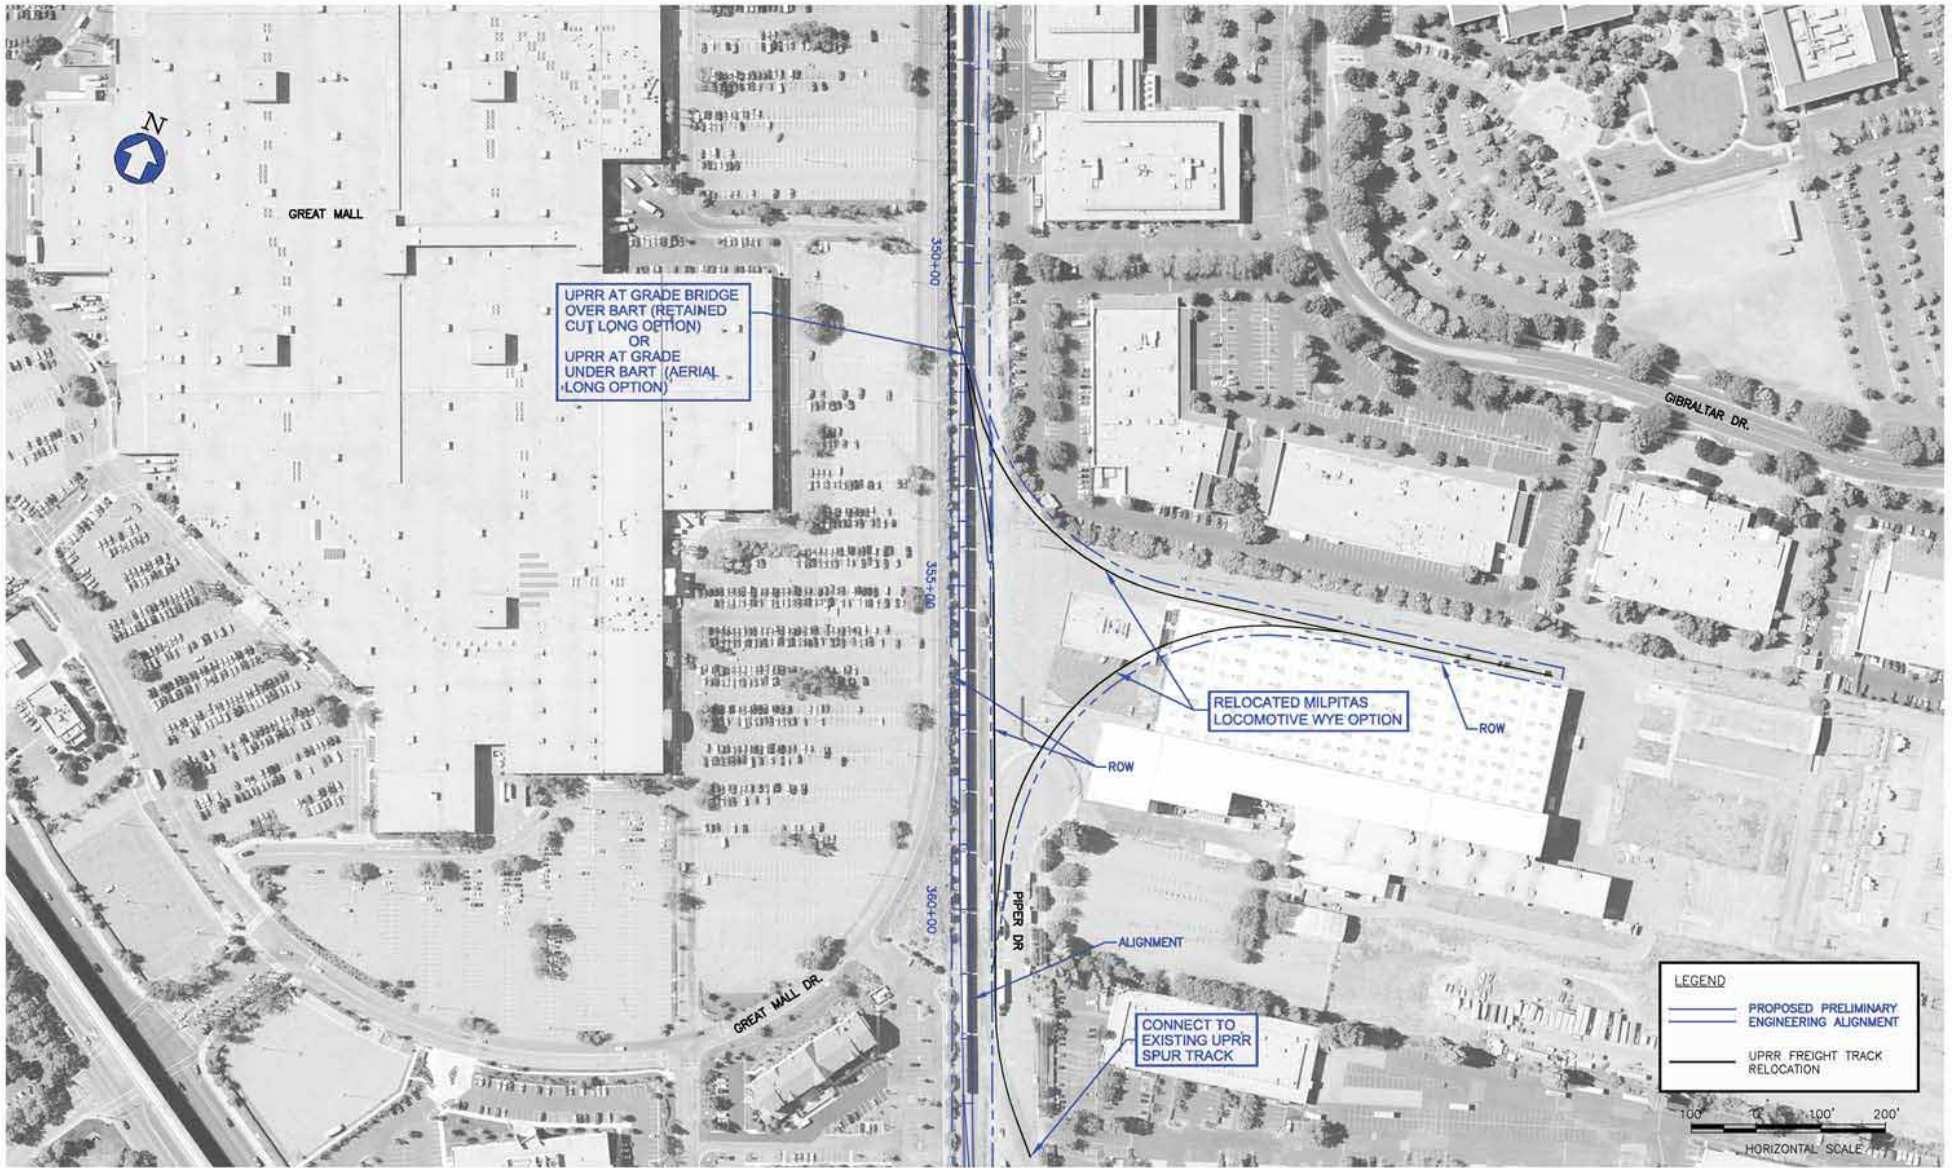 N
GREAT MALL
350+00
UPRR AT GRADE BRIDGE
OVER BART (RETAINED
CUT LONG OPTION)
OR
UPRR AT GRADE
UNDER BART (AERIAL
LONG OPTION)
GIBRALTAR DR.
355+00
RELOCATED MILPITAS
LOCOMOTIVE WYE OPTION
ROW
ROW
360+00
PIPER DR
ALIGNMENT
GREAT MALL DR.
CONNECT TO
EXISTING UPRR
SPUR TRACK
LEGEND
PROPOSED PRELIMINARY
ENGINEERING ALIGNMENT
UPRR FREIGHT TRACK
RELOCATION
100' 0 100' 200'
HORIZONTAL SCALE